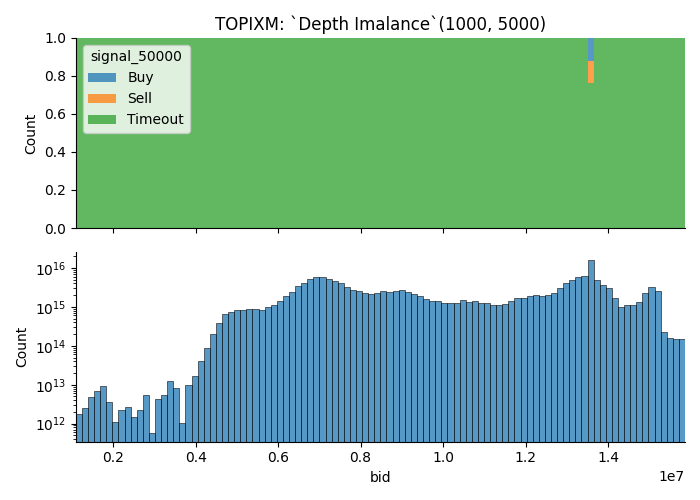 TOPIXM: `Depth Imalance`(1000, 5000)
signal_50000
Buy
Sell
Timeout
Count
1.0
0.8
0.6
0.4
0.2
0.0
Count
10^16
10^15
10^14
10^13
10^12
0.2 0.4 0.6 0.8 1.0 1.2 1.4
1e7
bid